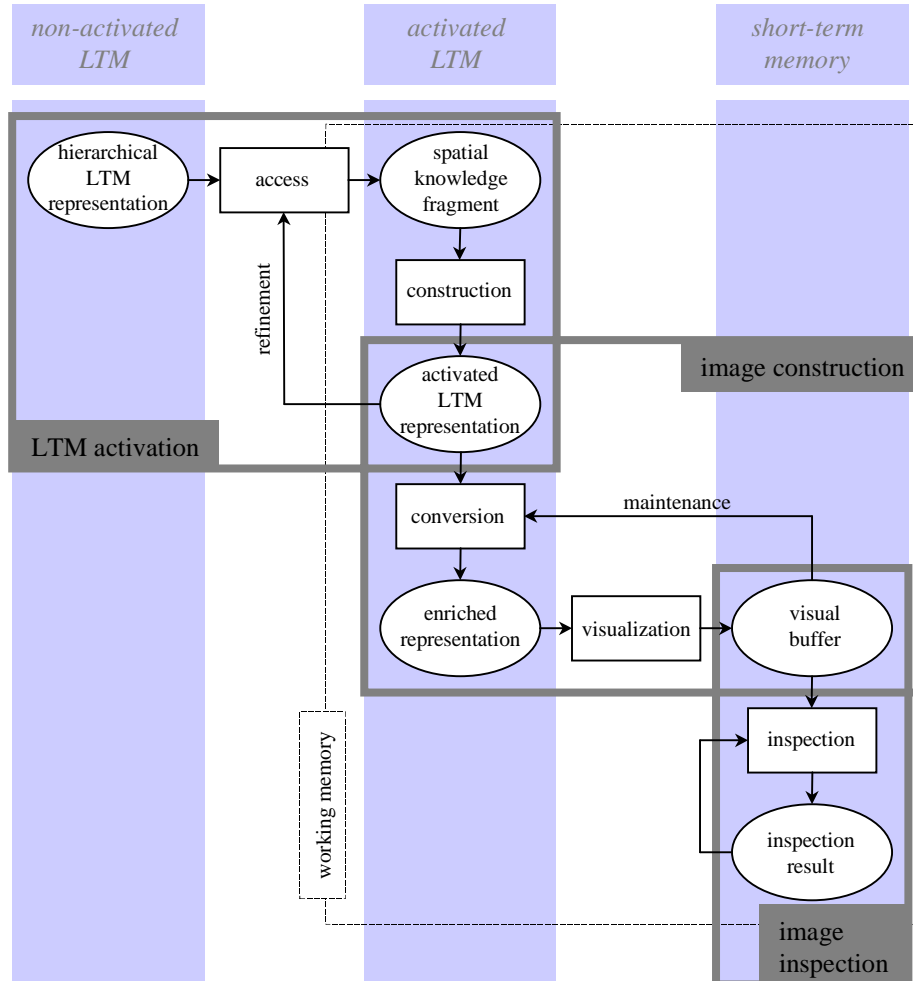 non-activated
LTM
activated
LTM
short-term
memory
hierarchical
LTM
representation
access
spatial
knowledge
fragment
refinement
construction
image construction
activated
LTM
representation
LTM activation
conversion
maintenance
enriched
representation
visualization
visual
buffer
working memory
inspection
inspection
result
image
inspection